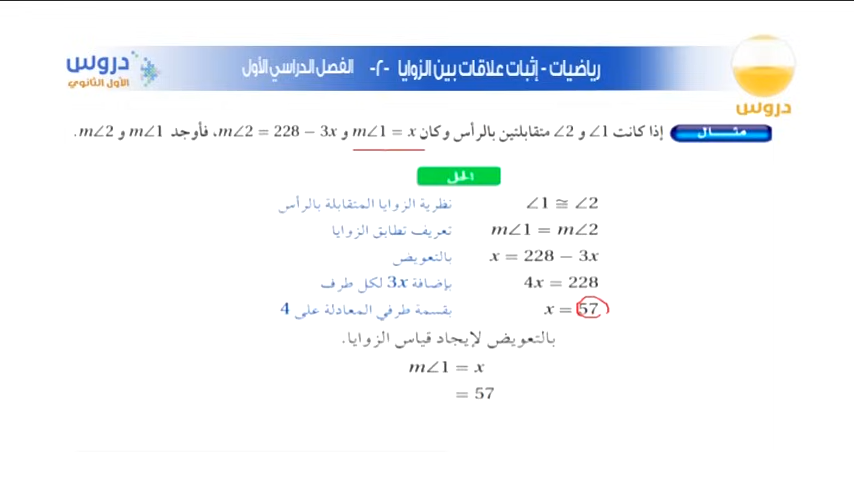 دروس
الأول الثانوي
رياضيات - إثبات علاقات بين الزوايا -٢- الفصل الدراسي الأول
دروس
مثال إذا كانت ∠1 و ∠2 متقابلتين بالرأس وكان m∠1 = x و m∠2 = 228 − 3x، فأوجد m∠1 و m∠2.
الحل
∠1 ≅ ∠2 نظرية الزوايا المتقابلة بالرأس
m∠1 = m∠2 تعريف تطابق الزوايا
x = 228 − 3x بالتعويض
4x = 228 بإضافة 3x لكل طرف
x = 57 بقسمة طرفي المعادلة على 4
بالتعويض لإيجاد قياس الزوايا.
m∠1 = x
= 57